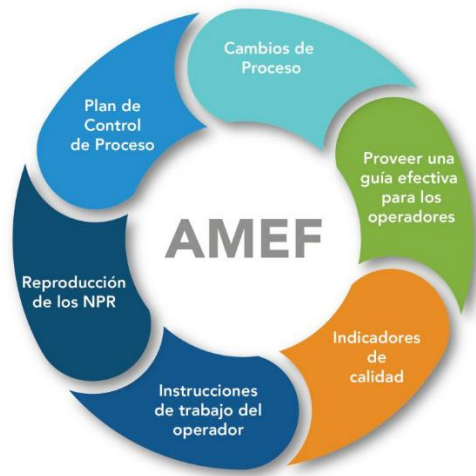 Cambios de
Proceso
Proveer una
guía efectiva
para los
operadores
Indicadores
de
calidad
Instrucciones
de trabajo del
operador
Reproducción
de los NPR
Plan de
Control
de Proceso
AMEF